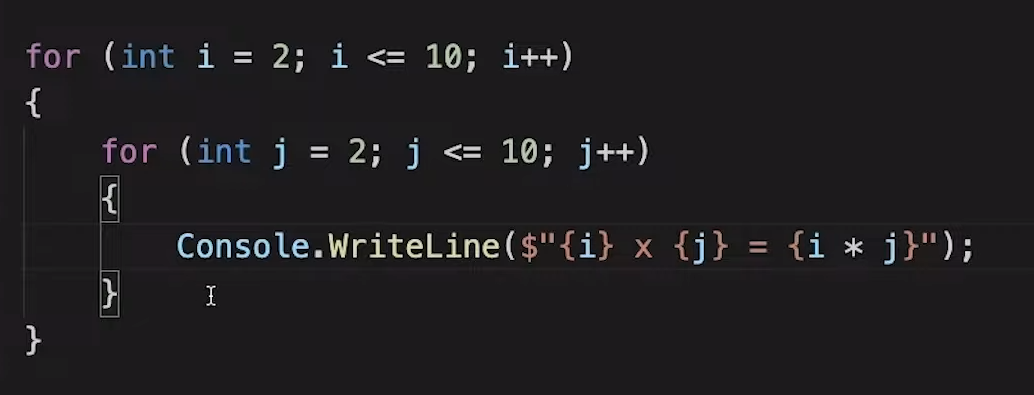 for (int i = 2; i <= 10; i++)
{
    for (int j = 2; j <= 10; j++)
    {
        Console.WriteLine($"{i} x {j} = {i * j}");
    }
}